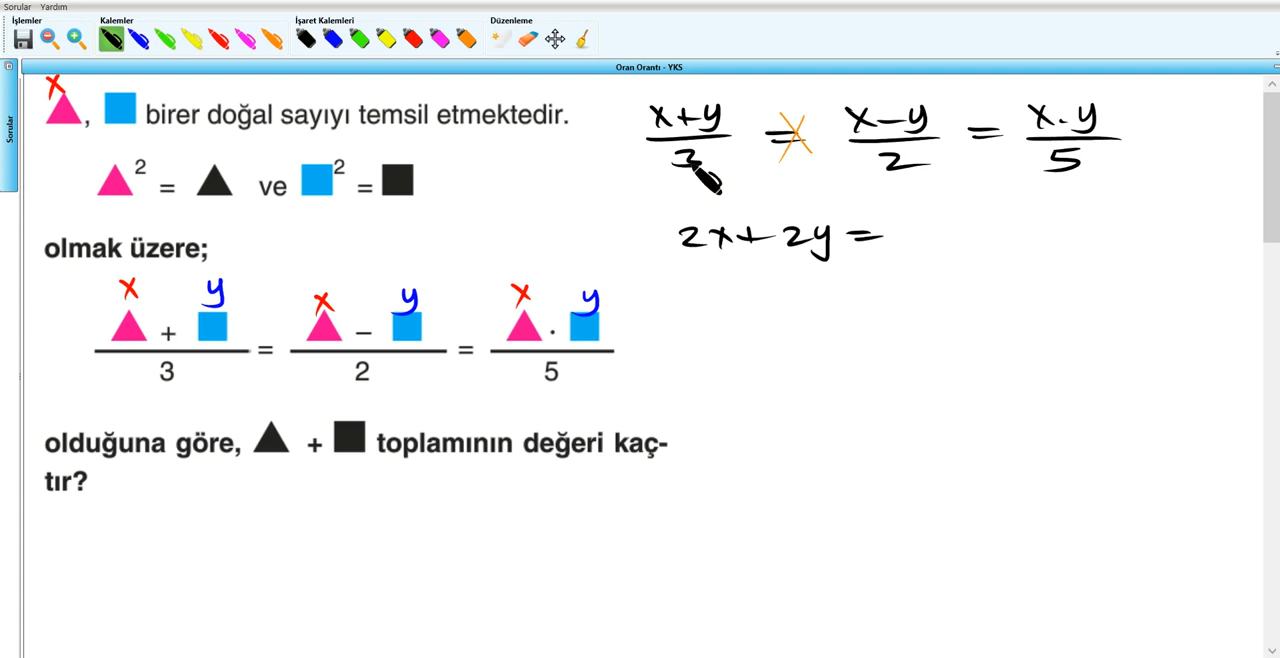 Sorular Yardım
İşlemler Kalemler İşaret Kalemleri Düzenleme
Oran Orantı - YKS
Sorular
x
, birer doğal sayıyı temsil etmektedir.
2 = ve 2 =
olmak üzere;
x y x y x y
+ − ·
= =
3 2 5
olduğuna göre, + toplamının değeri kaç-
tır?
x+y x−y x·y
= =
3 2 5
2x+2y=